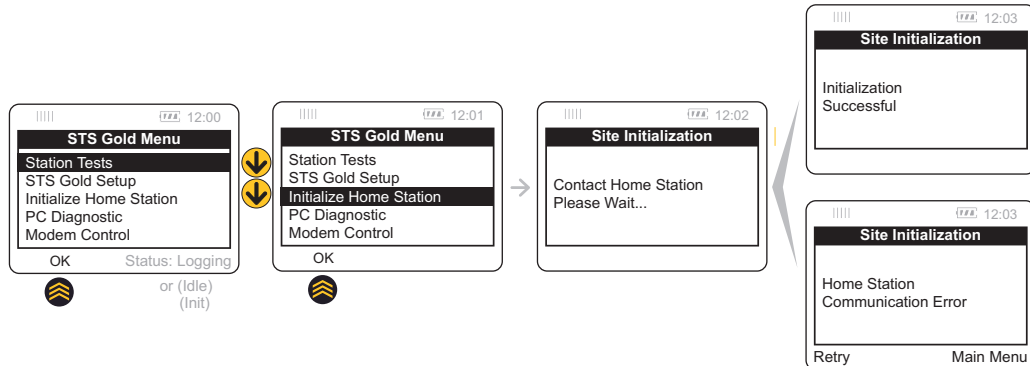 12:00
STS Gold Menu
Station Tests
STS Gold Setup
Initialize Home Station
PC Diagnostic
Modem Control
OK
Status: Logging
or (Idle)
(Init)
12:01
STS Gold Menu
Station Tests
STS Gold Setup
Initialize Home Station
PC Diagnostic
Modem Control
OK
12:02
Site Initialization
Contact Home Station
Please Wait...
12:03
Site Initialization
Initialization
Successful
12:03
Site Initialization
Home Station
Communication Error
Retry
Main Menu